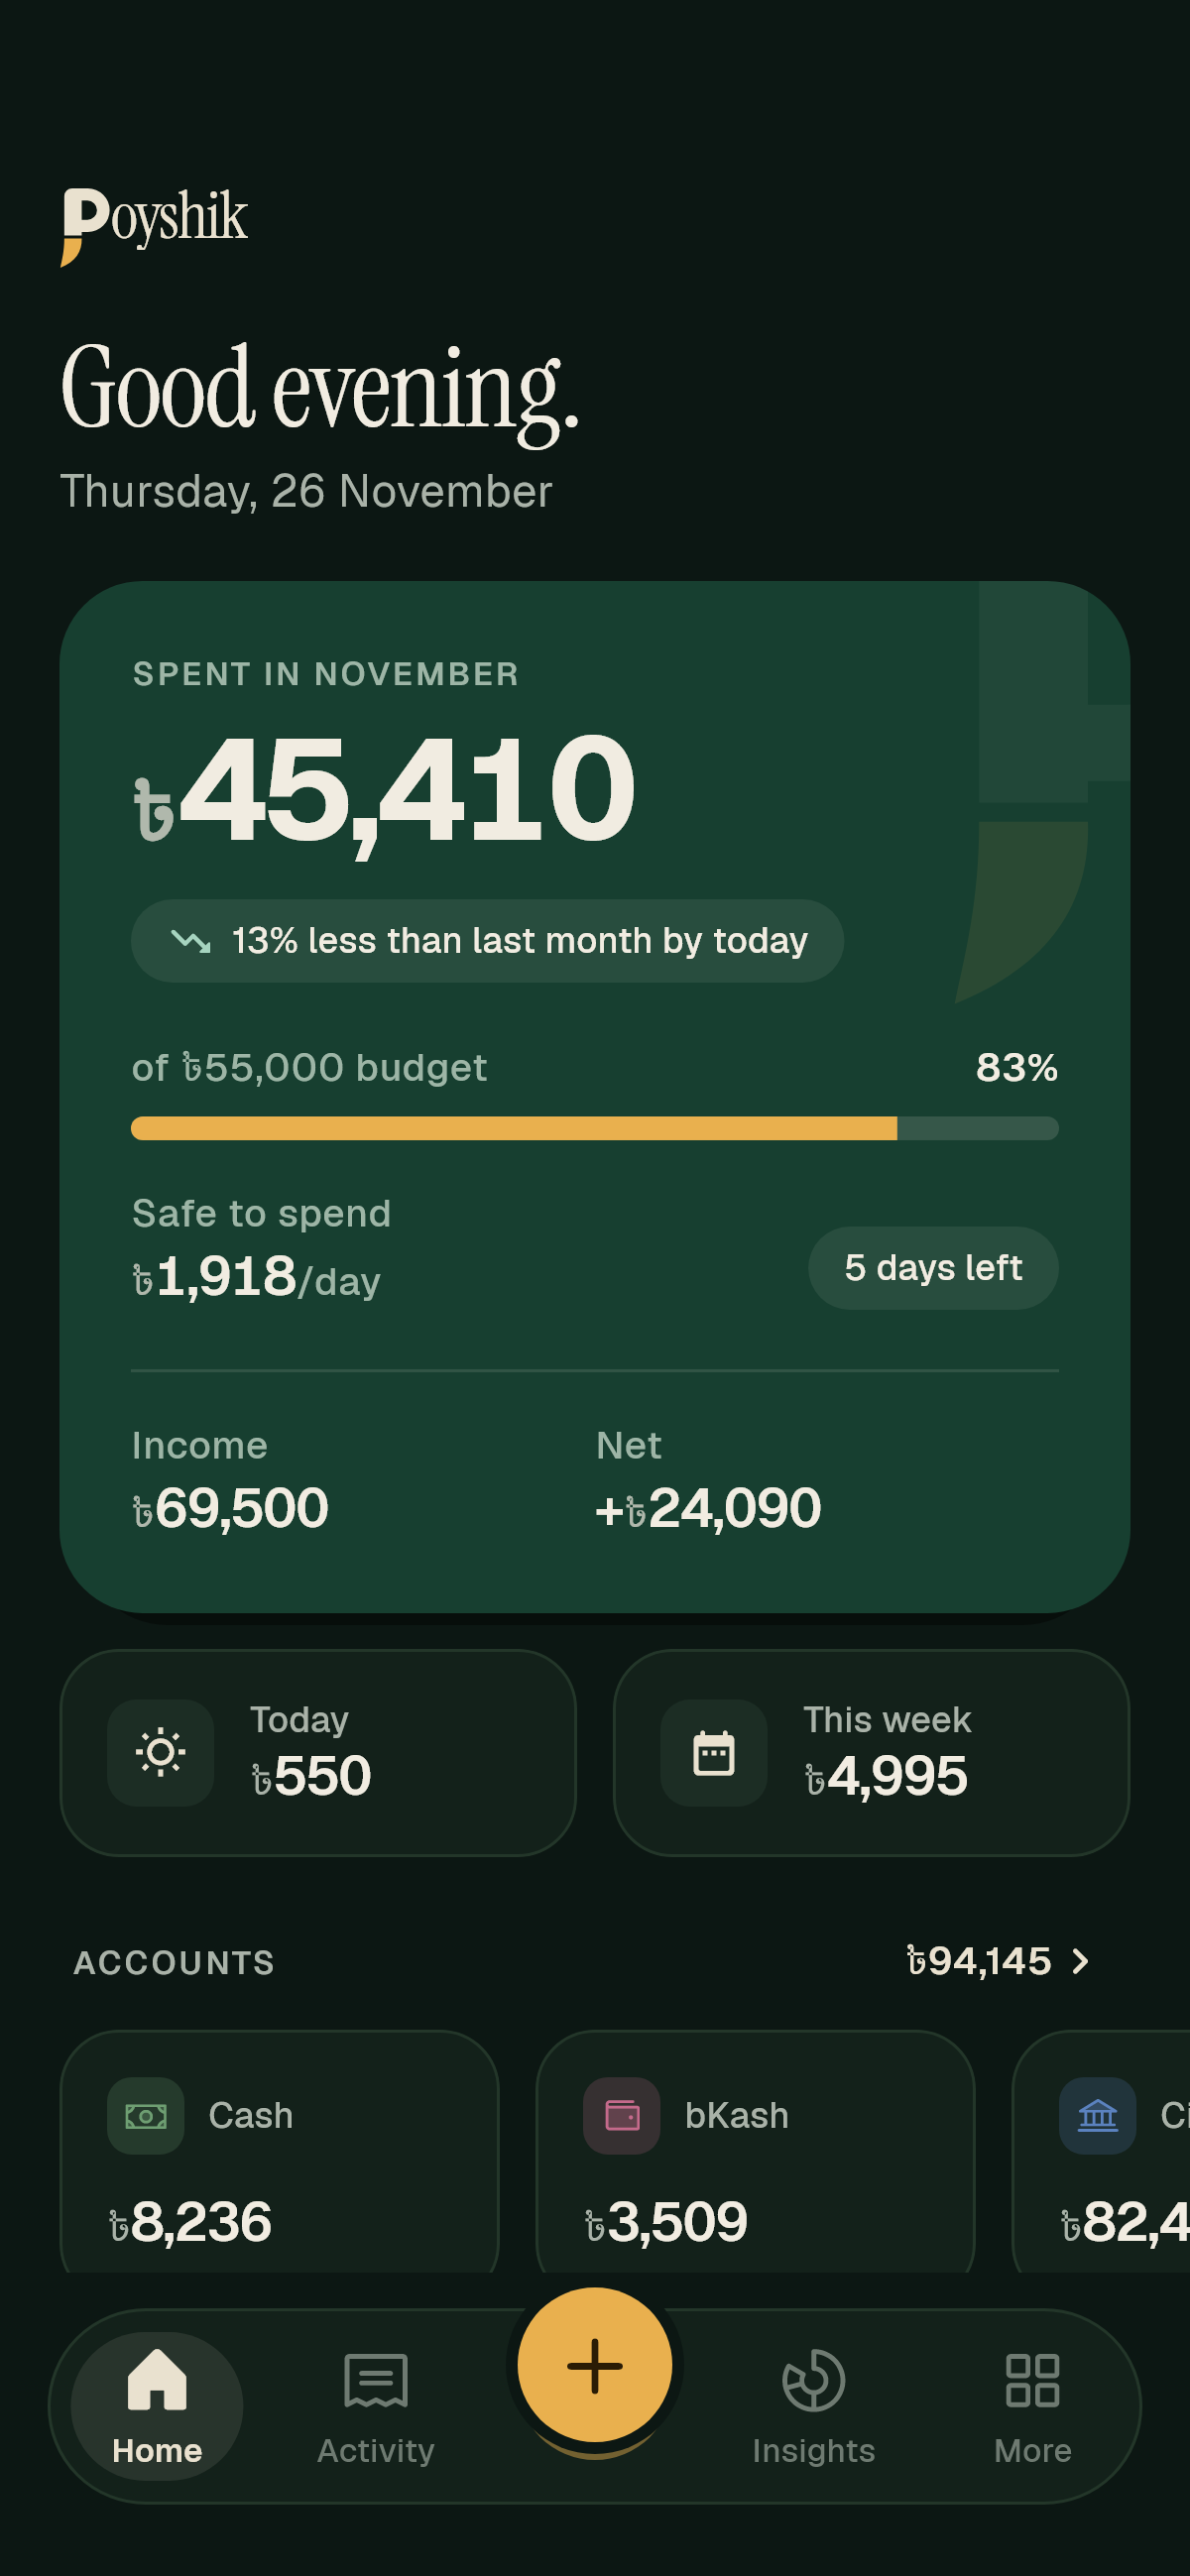 Poyshik
Good evening.
Thursday, 26 November
SPENT IN NOVEMBER
৳45,410
13% less than last month by today
of ৳55,000 budget 83%
Safe to spend
৳1,918/day
5 days left
Income Net
৳69,500 +৳24,090
Today
৳550
This week
৳4,995
ACCOUNTS ৳94,145
Cash
৳8,236
bKash
৳3,509
Ci
৳82,4
Home Activity Insights More